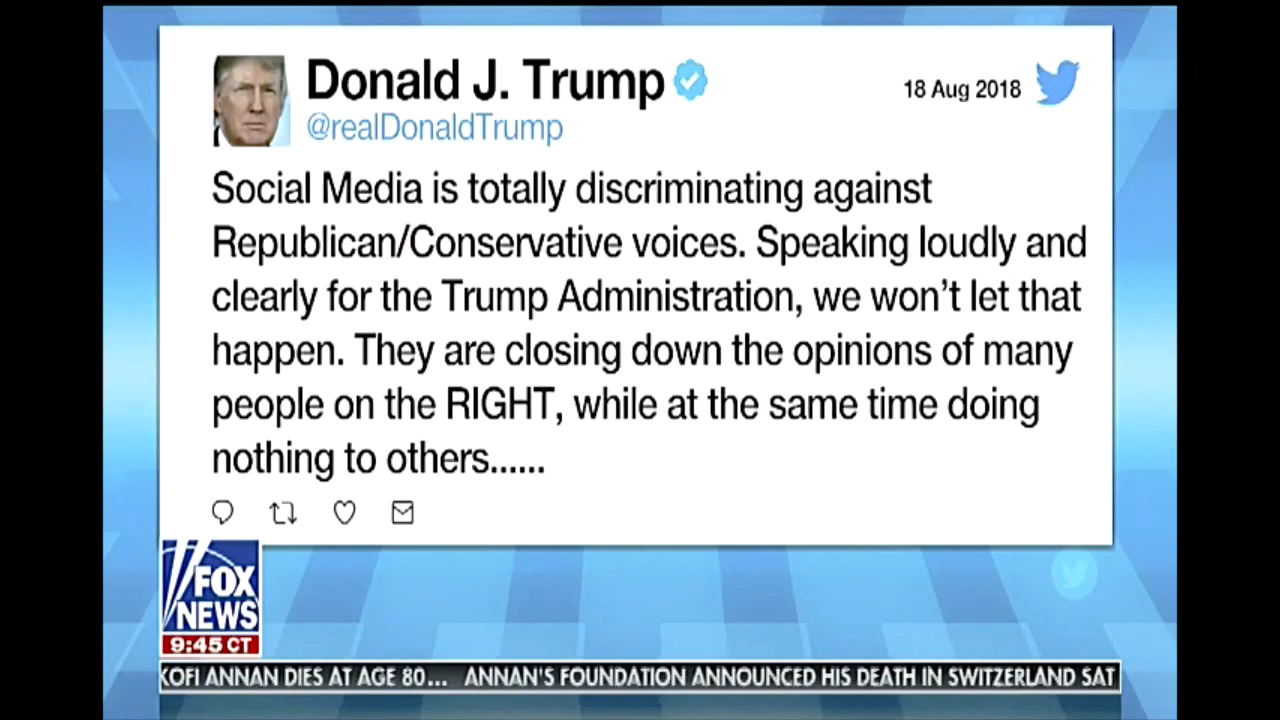 Donald J. Trump
18 Aug 2018
@realDonaldTrump
Social Media is totally discriminating against
Republican/Conservative voices. Speaking loudly and
clearly for the Trump Administration, we won't let that
happen. They are closing down the opinions of many
people on the RIGHT, while at the same time doing
nothing to others......
FOX
NEWS
9:45 CT
KOFI ANNAN DIES AT AGE 80... ANNAN'S FOUNDATION ANNOUNCED HIS DEATH IN SWITZERLAND SAT